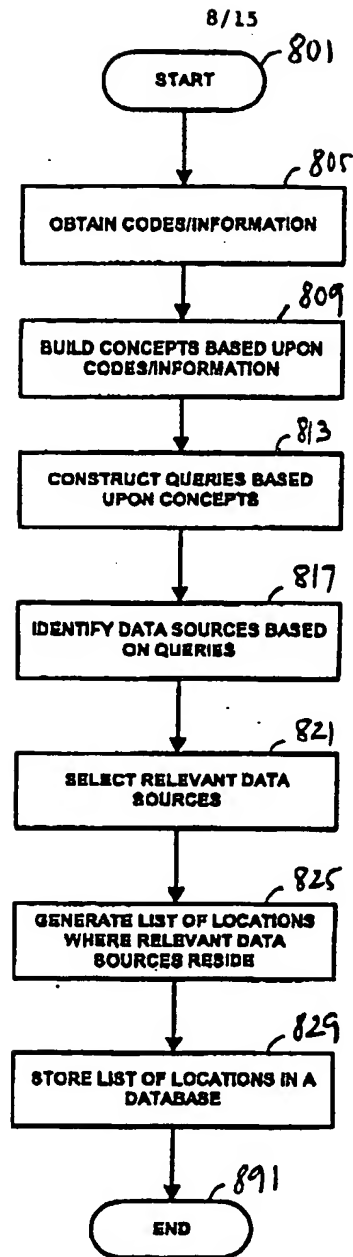 8/15
801
START
805
OBTAIN CODES/INFORMATION
809
BUILD CONCEPTS BASED UPON
CODES/INFORMATION
813
CONSTRUCT QUERIES BASED
UPON CONCEPTS
817
IDENTIFY DATA SOURCES BASED
ON QUERIES
821
SELECT RELEVANT DATA
SOURCES
825
GENERATE LIST OF LOCATIONS
WHERE RELEVANT DATA
SOURCES RESIDE
829
STORE LIST OF LOCATIONS IN A
DATABASE
891
END